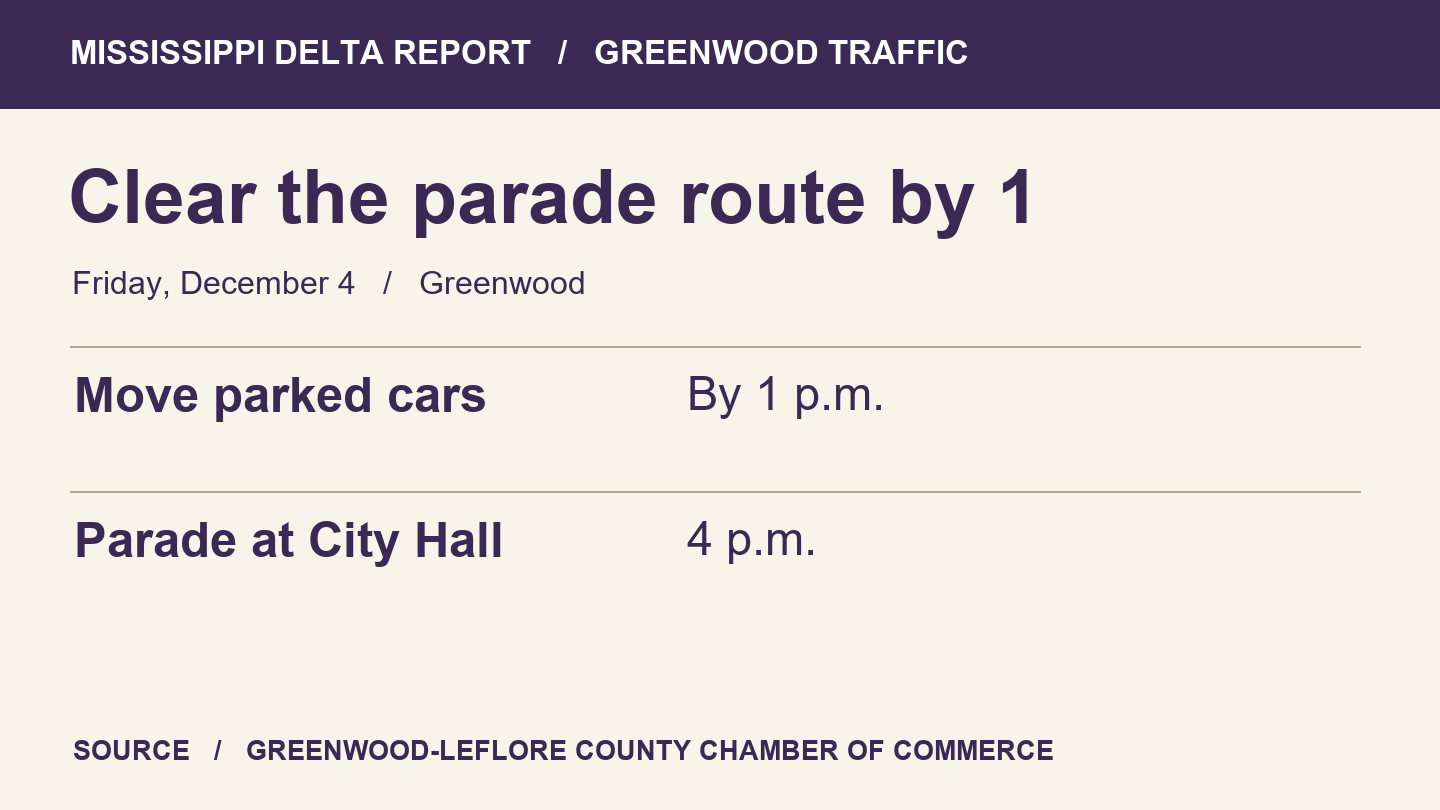 MISSISSIPPI DELTA REPORT / GREENWOOD TRAFFIC
Clear the parade route by 1
Friday, December 4 / Greenwood
Move parked cars By 1 p.m.
Parade at City Hall 4 p.m.
SOURCE / GREENWOOD-LEFLORE COUNTY CHAMBER OF COMMERCE